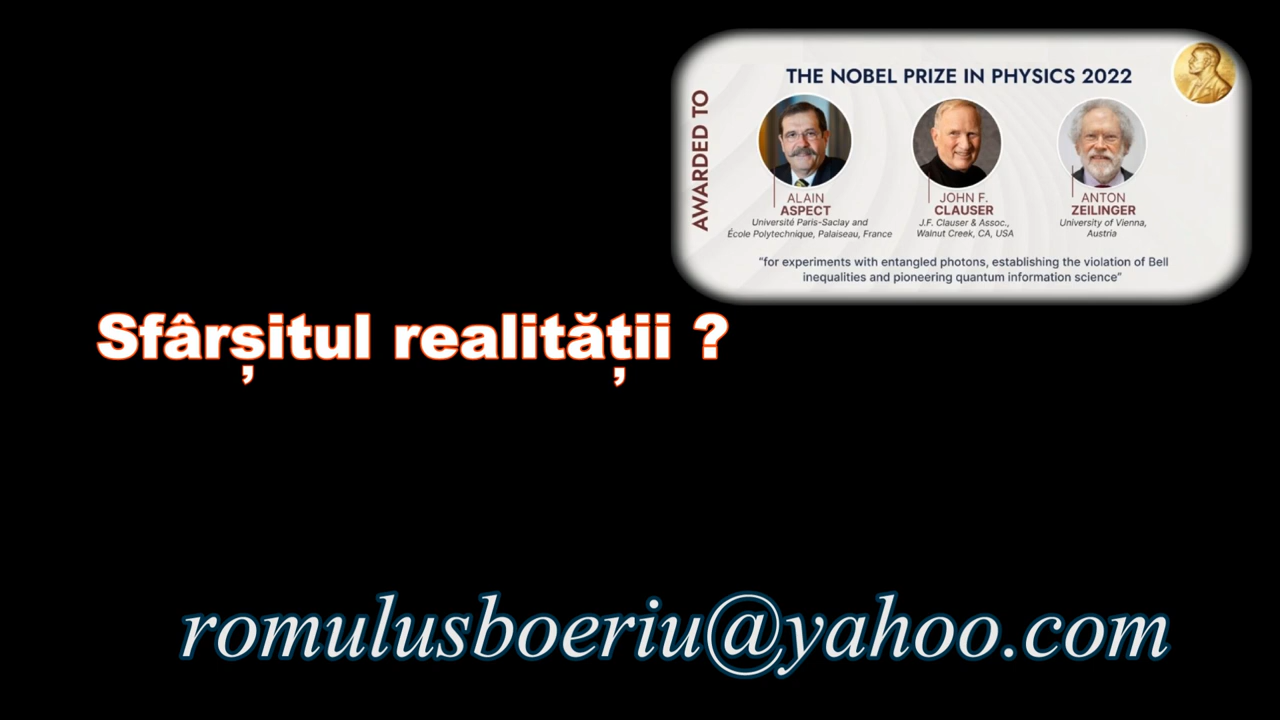 THE NOBEL PRIZE IN PHYSICS 2022
AWARDED TO
ALAIN
ASPECT
Université Paris-Saclay and
École Polytechnique, Palaiseau, France
JOHN F.
CLAUSER
J.F. Clauser & Assoc.,
Walnut Creek, CA, USA
ANTON
ZEILINGER
University of Vienna,
Austria
“for experiments with entangled photons, establishing the violation of Bell
inequalities and pioneering quantum information science”
Sfârșitul realității ?
romulusboeriu@yahoo.com